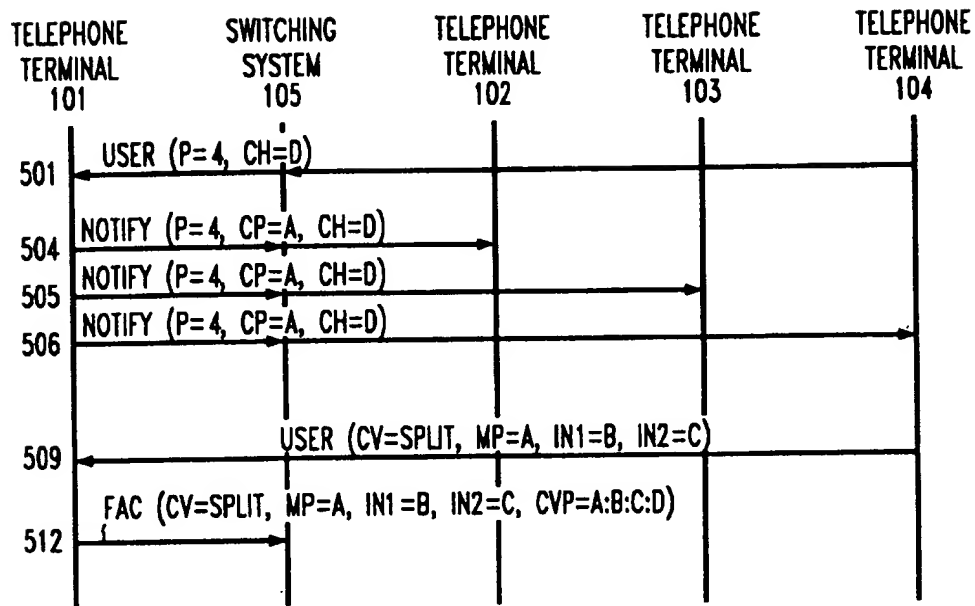 TELEPHONE TERMINAL 101
SWITCHING SYSTEM 105
TELEPHONE TERMINAL 102
TELEPHONE TERMINAL 103
TELEPHONE TERMINAL 104
501
USER (P=4, CH=D)
504
NOTIFY (P=4, CP=A, CH=D)
505
NOTIFY (P=4, CP=A, CH=D)
506
NOTIFY (P=4, CP=A, CH=D)
509
USER (CV=SPLIT, MP=A, IN1=B, IN2=C)
512
FAC (CV=SPLIT, MP=A, IN1=B, IN2=C, CVP=A:B:C:D)